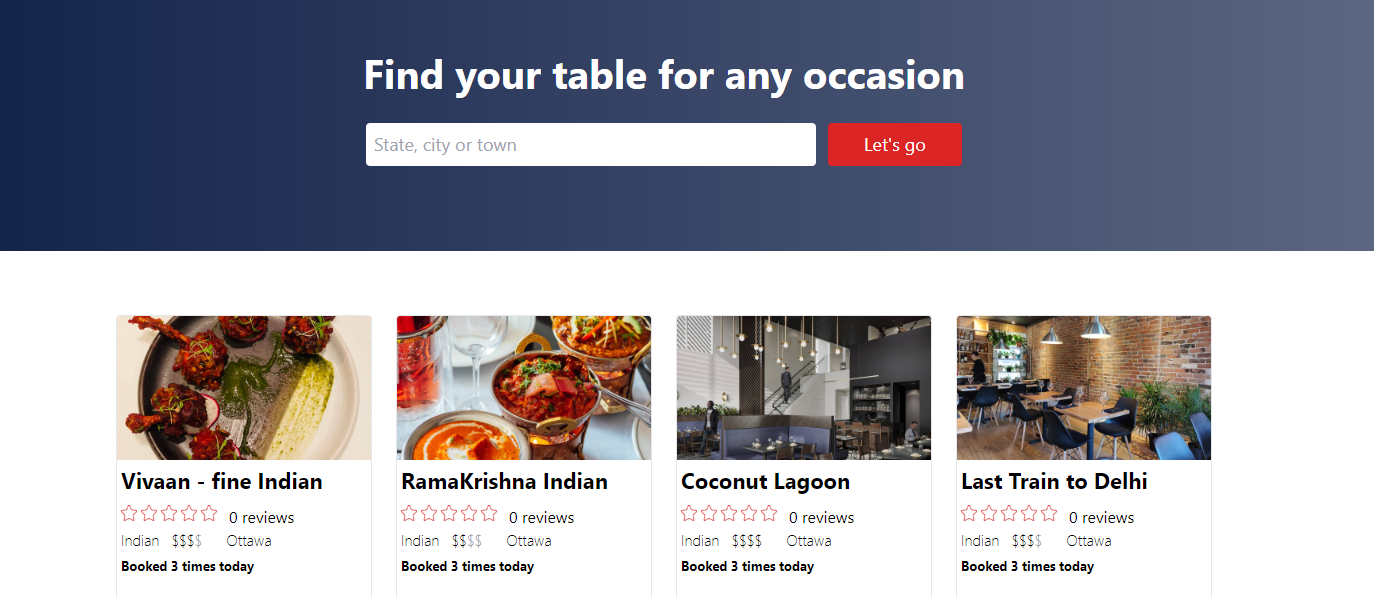 Find your table for any occasion
State, city or town
Let's go
Vivaan - fine Indian
0 reviews
Indian $$$$ Ottawa
Booked 3 times today
RamaKrishna Indian
0 reviews
Indian $$$$ Ottawa
Booked 3 times today
Coconut Lagoon
0 reviews
Indian $$$$ Ottawa
Booked 3 times today
Last Train to Delhi
0 reviews
Indian $$$$ Ottawa
Booked 3 times today